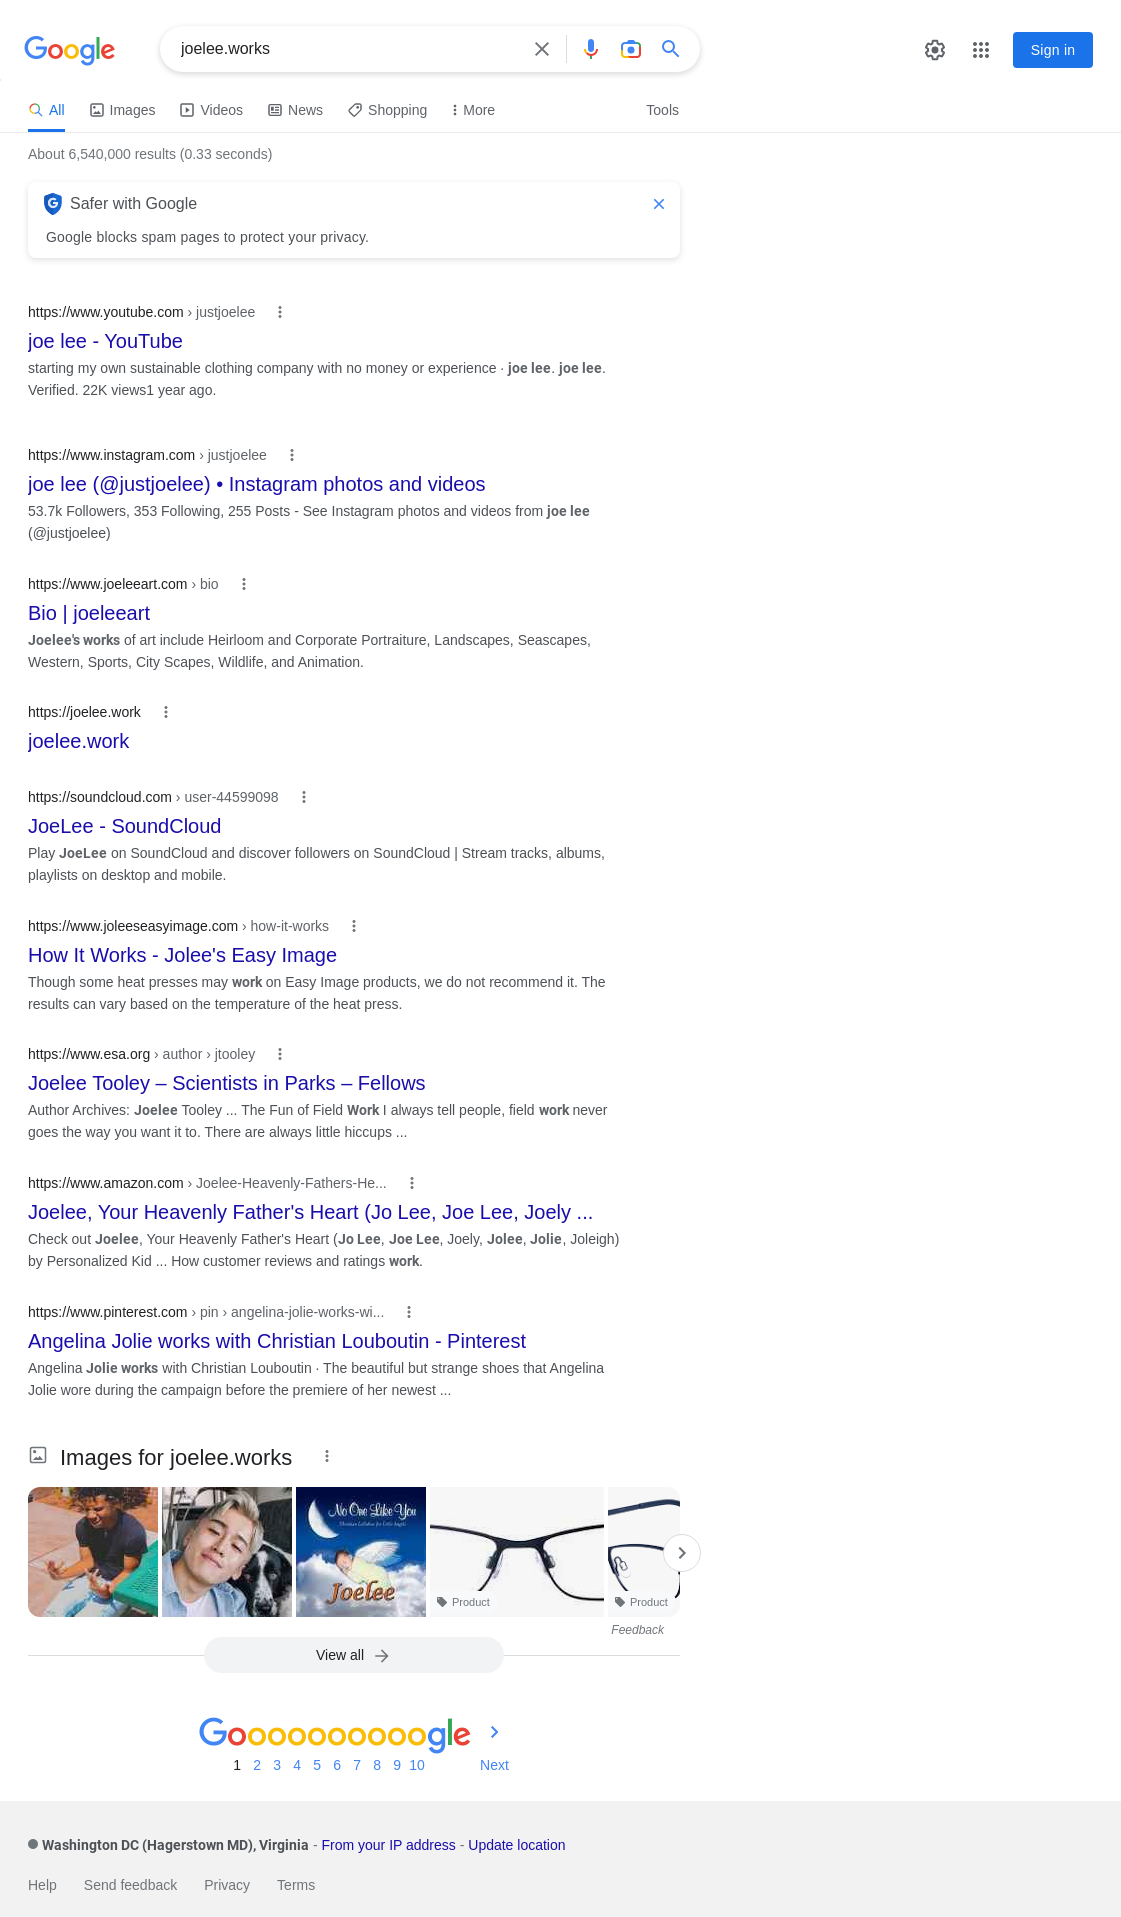 Google
joelee.works
Sign in
All Images Videos News Shopping More Tools
About 6,540,000 results (0.33 seconds)
Safer with Google
Google blocks spam pages to protect your privacy.
https://www.youtube.com › justjoelee
joe lee - YouTube
starting my own sustainable clothing company with no money or experience · joe lee. joe lee.
Verified. 22K views1 year ago.
https://www.instagram.com › justjoelee
joe lee (@justjoelee) • Instagram photos and videos
53.7k Followers, 353 Following, 255 Posts - See Instagram photos and videos from joe lee
(@justjoelee)
https://www.joeleeart.com › bio
Bio | joeleeart
Joelee's works of art include Heirloom and Corporate Portraiture, Landscapes, Seascapes,
Western, Sports, City Scapes, Wildlife, and Animation.
https://joelee.work
joelee.work
https://soundcloud.com › user-44599098
JoeLee - SoundCloud
Play JoeLee on SoundCloud and discover followers on SoundCloud | Stream tracks, albums,
playlists on desktop and mobile.
https://www.joleeseasyimage.com › how-it-works
How It Works - Jolee's Easy Image
Though some heat presses may work on Easy Image products, we do not recommend it. The
results can vary based on the temperature of the heat press.
https://www.esa.org › author › jtooley
Joelee Tooley – Scientists in Parks – Fellows
Author Archives: Joelee Tooley ... The Fun of Field Work I always tell people, field work never
goes the way you want it to. There are always little hiccups ...
https://www.amazon.com › Joelee-Heavenly-Fathers-He...
Joelee, Your Heavenly Father's Heart (Jo Lee, Joe Lee, Joely ...
Check out Joelee, Your Heavenly Father's Heart (Jo Lee, Joe Lee, Joely, Jolee, Jolie, Joleigh)
by Personalized Kid ... How customer reviews and ratings work.
https://www.pinterest.com › pin › angelina-jolie-works-wi...
Angelina Jolie works with Christian Louboutin - Pinterest
Angelina Jolie works with Christian Louboutin · The beautiful but strange shoes that Angelina
Jolie wore during the campaign before the premiere of her newest ...
Images for joelee.works
No One Like You
Christian Lullabies for Little Angels
Joelee
Product Product
Feedback
View all
Goooooooooogle
1 2 3 4 5 6 7 8 9 10 Next
Washington DC (Hagerstown MD), Virginia - From your IP address - Update location
Help Send feedback Privacy Terms